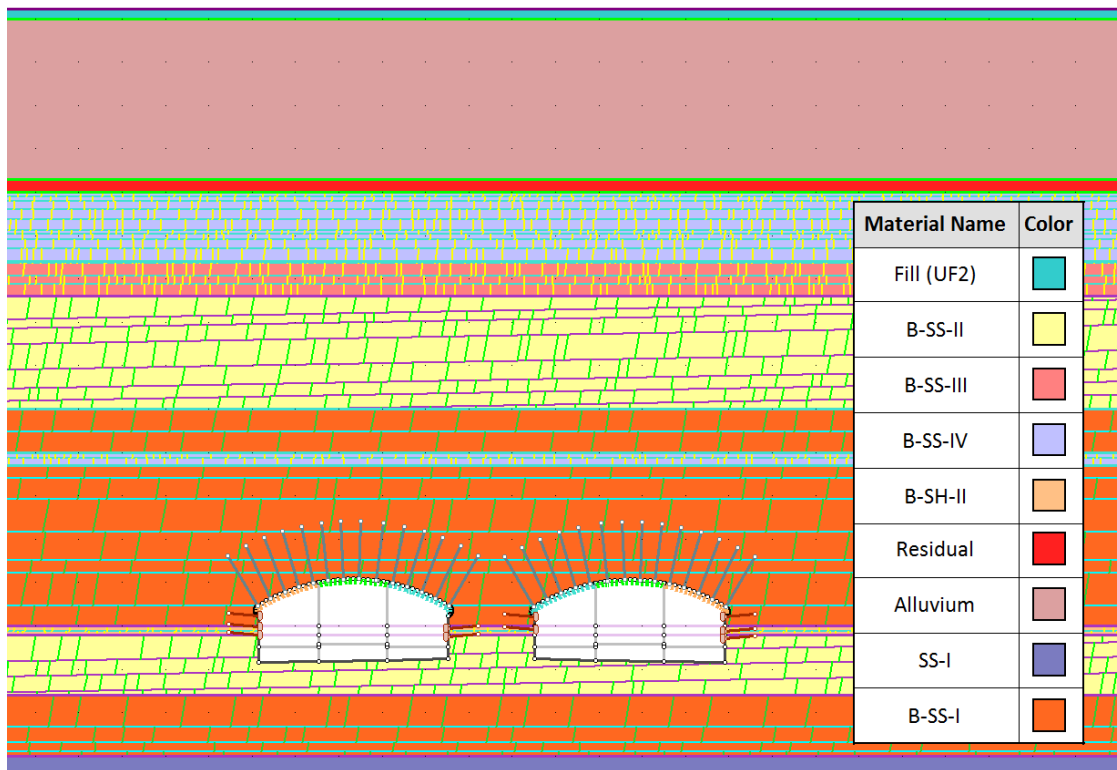 Material Name Color
Fill (UF2)
B-SS-II
B-SS-III
B-SS-IV
B-SH-II
Residual
Alluvium
SS-I
B-SS-I